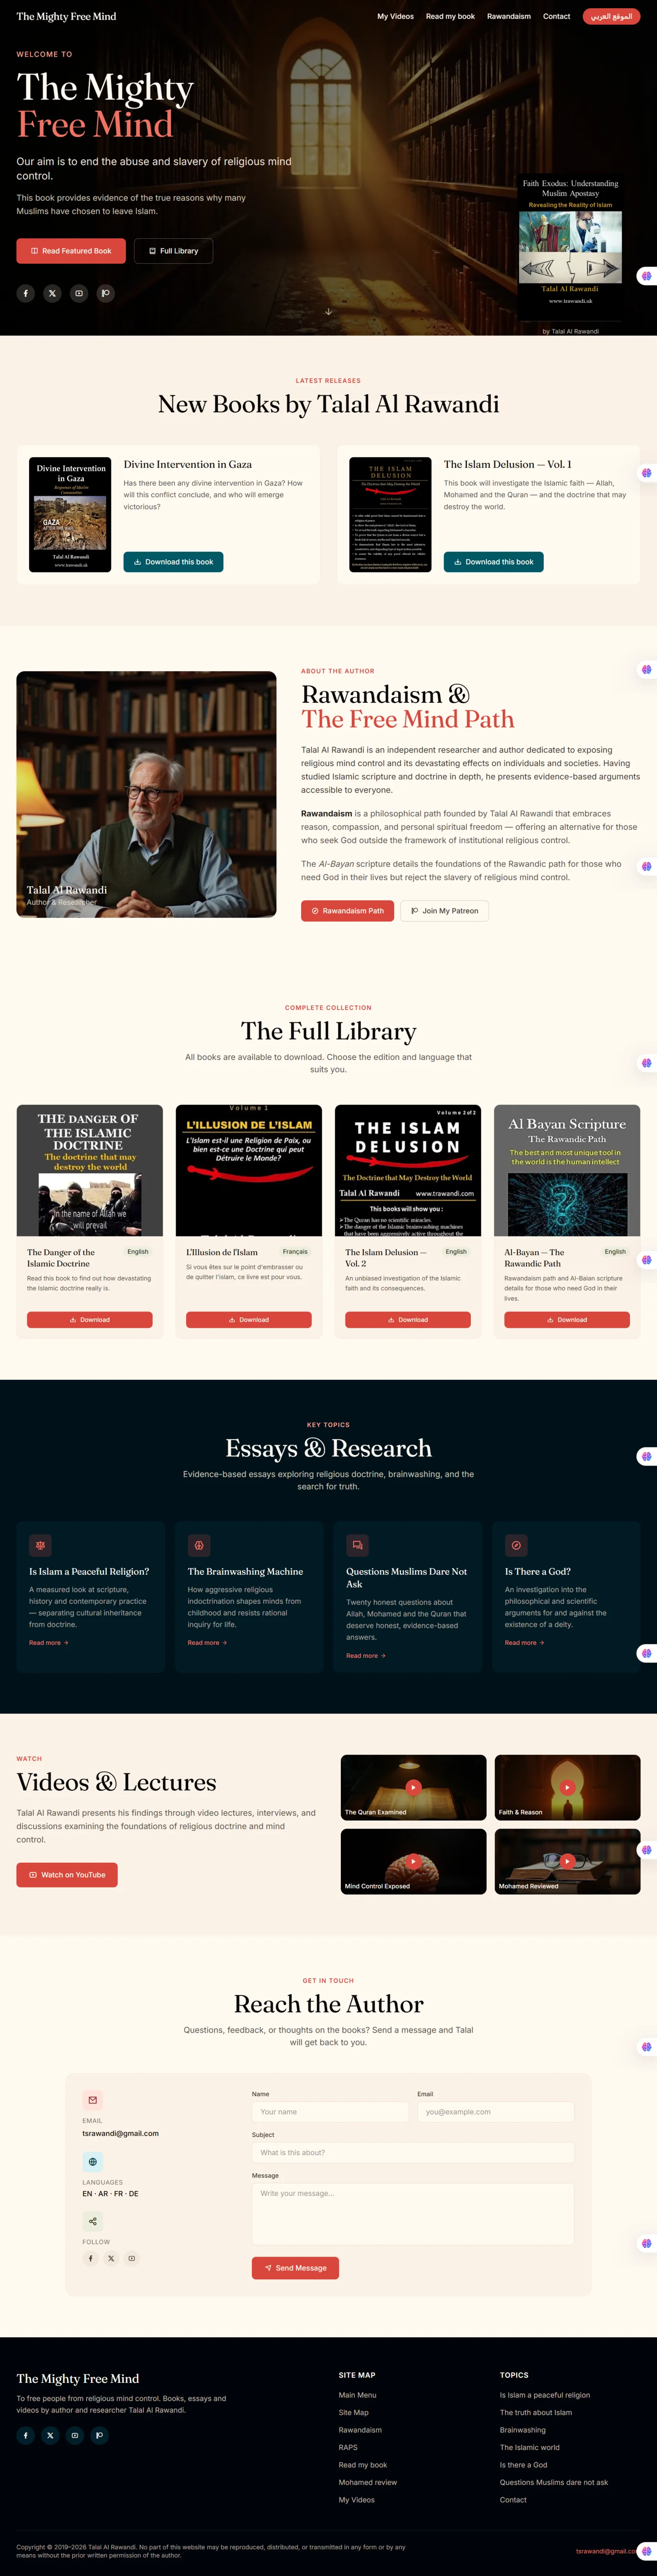 The Mighty Free Mind
My Videos
Read my book
Rawandaism
Contact
الموقع العربي
WELCOME TO
The Mighty
Free Mind
Our aim is to end the abuse and slavery of religious mind
control.
This book provides evidence of the true reasons why many
Muslims have chosen to leave Islam.
Read Featured Book
Full Library
Faith Exodus: Understanding
Muslim Apostasy
Revealing the Reality of Islam
Talal Al Rawandi
www.trawandi.uk
by Talal Al Rawandi
LATEST RELEASES
New Books by Talal Al Rawandi
Divine Intervention
in Gaza
GAZA
Talal Al Rawandi
www.trawandi.uk
Divine Intervention in Gaza
Has there been any divine intervention in Gaza? How
will this conflict conclude, and who will emerge
victorious?
Download this book
THE ISLAM
DELUSION
The Islam Delusion — Vol. 1
This book will investigate the Islamic faith — Allah,
Mohamed and the Quran — and the doctrine that may
destroy the world.
Download this book
Talal Al Rawandi
Author & Researcher
ABOUT THE AUTHOR
Rawandaism &
The Free Mind Path
Talal Al Rawandi is an independent researcher and author dedicated to exposing
religious mind control and its devastating effects on individuals and societies. Having
studied Islamic scripture and doctrine in depth, he presents evidence-based arguments
accessible to everyone.
Rawandaism is a philosophical path founded by Talal Al Rawandi that embraces
reason, compassion, and personal spiritual freedom — offering an alternative for those
who seek God outside the framework of institutional religious control.
The Al-Bayan scripture details the foundations of the Rawandic path for those who
need God in their lives but reject the slavery of religious mind control.
Rawandaism Path
Join My Patreon
COMPLETE COLLECTION
The Full Library
All books are available to download. Choose the edition and language that
suits you.
THE DANGER OF
THE ISLAMIC
DOCTRINE
The doctrine that may
destroy the world
In the name of Allah we
will prevail
The Danger of the
Islamic Doctrine
English
Read this book to find out how devastating
the Islamic doctrine really is.
Download
Volume 1
L'ILLUSION DE L'ISLAM
L'Islam est-il une Religion de Paix, ou
bien est-ce une Doctrine qui peut
Détruire le Monde?
L'Illusion de l'Islam
Français
Si vous êtes sur le point d'embrasser ou
de quitter l'islam, ce livre est pour vous.
Download
Volume 2 of 2
THE ISLAM
DELUSION
The Doctrine that May Destroy the World
Talal Al Rawandi
www.trawandi.com
This book will show you :
The Quran has no scientific miracles.
The danger of the Islamic brainwashing machines
that have been aggressively active throughout the
The Islam Delusion —
Vol. 2
English
An unbiased investigation of the Islamic
faith and its consequences.
Download
Al Bayan Scripture
The Rawandic Path
The best and most unique tool in
the world is the human intellect
Al-Bayan — The
Rawandic Path
English
Rawandaism path and Al-Baian scripture
details for those who need God in their
lives.
Download
KEY TOPICS
Essays & Research
Evidence-based essays exploring religious doctrine, brainwashing, and the
search for truth.
Is Islam a Peaceful Religion?
A measured look at scripture,
history and contemporary practice
— separating cultural inheritance
from doctrine.
Read more →
The Brainwashing Machine
How aggressive religious
indoctrination shapes minds from
childhood and resists rational
inquiry for life.
Read more →
Questions Muslims Dare Not
Ask
Twenty honest questions about
Allah, Mohamed and the Quran that
deserve honest, evidence-based
answers.
Read more →
Is There a God?
An investigation into the
philosophical and scientific
arguments for and against the
existence of a deity.
Read more →
WATCH
Videos & Lectures
Talal Al Rawandi presents his findings through video lectures, interviews, and
discussions examining the foundations of religious doctrine and mind
control.
Watch on YouTube
The Quran Examined
Faith & Reason
Mind Control Exposed
Mohamed Reviewed
GET IN TOUCH
Reach the Author
Questions, feedback, or thoughts on the books? Send a message and Talal
will get back to you.
EMAIL
tsrawandi@gmail.com
LANGUAGES
EN · AR · FR · DE
FOLLOW
Name
Your name
Email
you@example.com
Subject
What is this about?
Message
Write your message...
Send Message
The Mighty Free Mind
To free people from religious mind control. Books, essays and
videos by author and researcher Talal Al Rawandi.
SITE MAP
Main Menu
Site Map
Rawandaism
RAPS
Read my book
Mohamed review
My Videos
TOPICS
Is Islam a peaceful religion
The truth about Islam
Brainwashing
The Islamic world
Is there a God
Questions Muslims dare not ask
Contact
Copyright © 2019–2026 Talal Al Rawandi. No part of this website may be reproduced, distributed, or transmitted in any form or by any
means without the prior written permission of the author.
tsrawandi@gmail.co